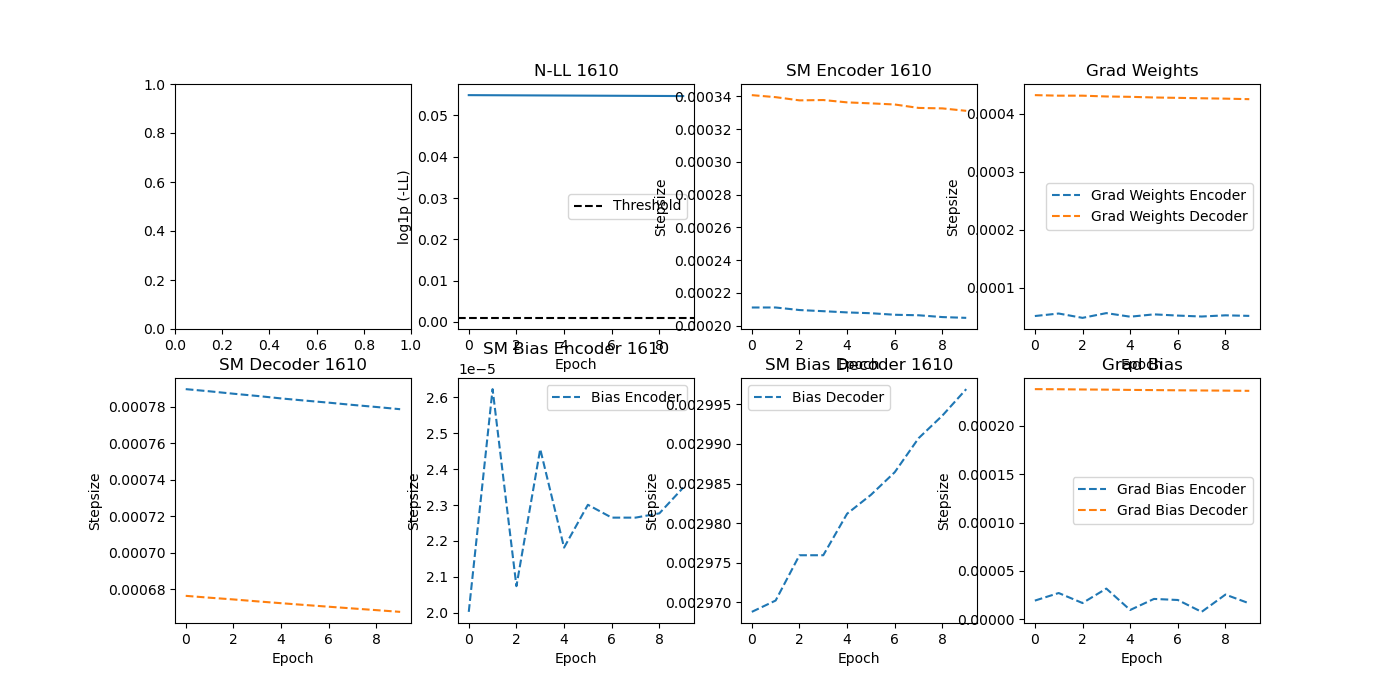 N-LL 1610
SM Encoder 1610
Grad Weights
1.0
0.8
0.6
0.4
0.2
0.0
0.0 0.2 0.4 0.6 0.8 1.0
log1p (-LL)
0.05
0.04
0.03
0.02
0.01
0.00
Threshold
0 2 4 6 8
Epoch
Stepsize
0.00034
0.00032
0.00030
0.00028
0.00026
0.00024
0.00022
0.00020
0 2 4 6 8
Epoch
Stepsize
0.0004
0.0003
0.0002
0.0001
Grad Weights Encoder
Grad Weights Decoder
0 2 4 6 8
Epoch
SM Decoder 1610
SM Bias Encoder 1610
SM Bias Decoder 1610
Grad Bias
Stepsize
0.00078
0.00076
0.00074
0.00072
0.00070
0.00068
0 2 4 6 8
Epoch
Stepsize
1e−5
2.6
2.5
2.4
2.3
2.2
2.1
2.0
Bias Encoder
0 2 4 6 8
Epoch
Stepsize
0.002995
0.002990
0.002985
0.002980
0.002975
0.002970
Bias Decoder
0 2 4 6 8
Epoch
Stepsize
0.00020
0.00015
0.00010
0.00005
0.00000
Grad Bias Encoder
Grad Bias Decoder
0 2 4 6 8
Epoch